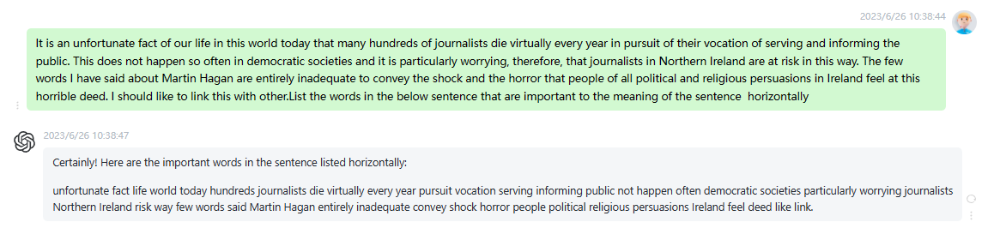 2023/6/26 10:38:44
It is an unfortunate fact of our life in this world today that many hundreds of journalists die virtually every year in pursuit of their vocation of serving and informing the
public. This does not happen so often in democratic societies and it is particularly worrying, therefore, that journalists in Northern Ireland are at risk in this way. The few
words I have said about Martin Hagan are entirely inadequate to convey the shock and the horror that people of all political and religious persuasions in Ireland feel at this
horrible deed. I should like to link this with other.List the words in the below sentence that are important to the meaning of the sentence  horizontally
2023/6/26 10:38:47
Certainly! Here are the important words in the sentence listed horizontally:
unfortunate fact life world today hundreds journalists die virtually every year pursuit vocation serving informing public not happen often democratic societies particularly worrying journalists
Northern Ireland risk way few words said Martin Hagan entirely inadequate convey shock horror people political religious persuasions Ireland feel deed like link.